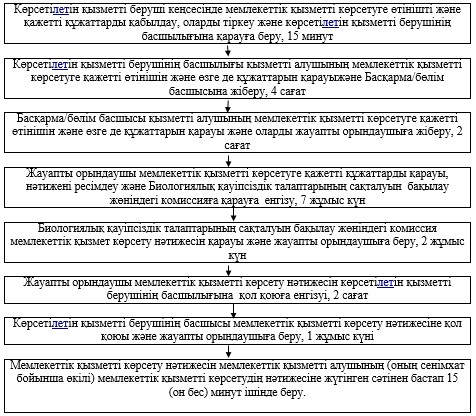 Көрсетілетін қызметті беруші кеңсесінде мемлекеттік қызметті көрсетуге өтінішті және
қажетті құжаттарды қабылдау, оларды тіркеу және көрсетілетін қызметті берушінің
басшылығына қарауға беру, 15 минут
Көрсетілетін қызметті берушінің басшылығы қызметті алушының мемлекеттік қызметті
көрсетуге қажетті өтінішін және өзге де құжаттарын қарауыжәне Басқарма/бөлім
басшысына жіберу, 4 сағат
Басқарма/бөлім басшысы қызметті алушының мемлекеттік қызметті көрсетуге қажетті
өтінішін және өзге де құжаттарын қарауы және оларды жауапты орындаушыға жіберу, 2
сағат
Жауапты орындаушы мемлекеттік қызметті көрсетуге қажетті құжаттарды қарауы,
нәтижені ресімдеу және Биологиялық қауіпсіздік талаптарының сақталуын бақылау
жөніндегі комиссияға қарауға енгізу, 7 жұмыс күн
Биологиялық қауіпсіздік талаптарының сақталуын бақылау жөніндегі комиссия
мемлекеттік қызмет көрсету нәтижесін қарауы және жауапты орындаушыға беру, 2 жұмыс
күн
Жауапты орындаушы мемлекеттік қызметті көрсету нәтижесін көрсетілетін қызметті
берушінің басшылығына қол қоюға енгізуі, 2 сағат
Көрсетілетін қызметті берушінің басшысы мемлекеттік қызметті көрсету нәтижесіне қол
қоюы және жауапты орындаушыға беру, 1 жұмыс күні
Мемлекеттік қызметті көрсету нәтижесін мемлекеттік қызметті алушының (оның сенімхат
бойынша өкілі) мемлекеттік қызметті көрсетудің нәтижесіне жүгінген сәтінен бастап 15
(он бес) минут ішінде беру.